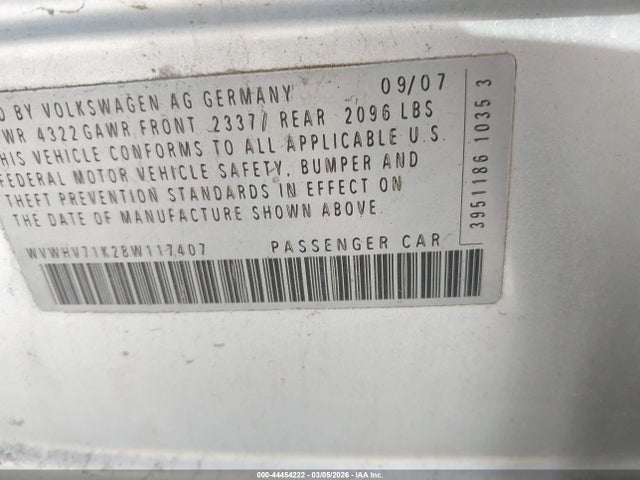 09/07
D BY VOLKSWAGEN AG GERMANY
WR 4322 GAWR FRONT 2337/ REAR 2096 LBS
THIS VEHICLE CONFORMS TO ALL APPLICABLE U.S.
FEDERAL MOTOR VEHICLE SAFETY, BUMPER AND
THEFT PREVENTION STANDARDS IN EFFECT ON
THE DATE OF MANUFACTURE SHOWN ABOVE.
WVWHV71K28W117407 PASSENGER CAR
3951186 1035 3
000-44454222 - 03/05/2026 - IAA Inc.